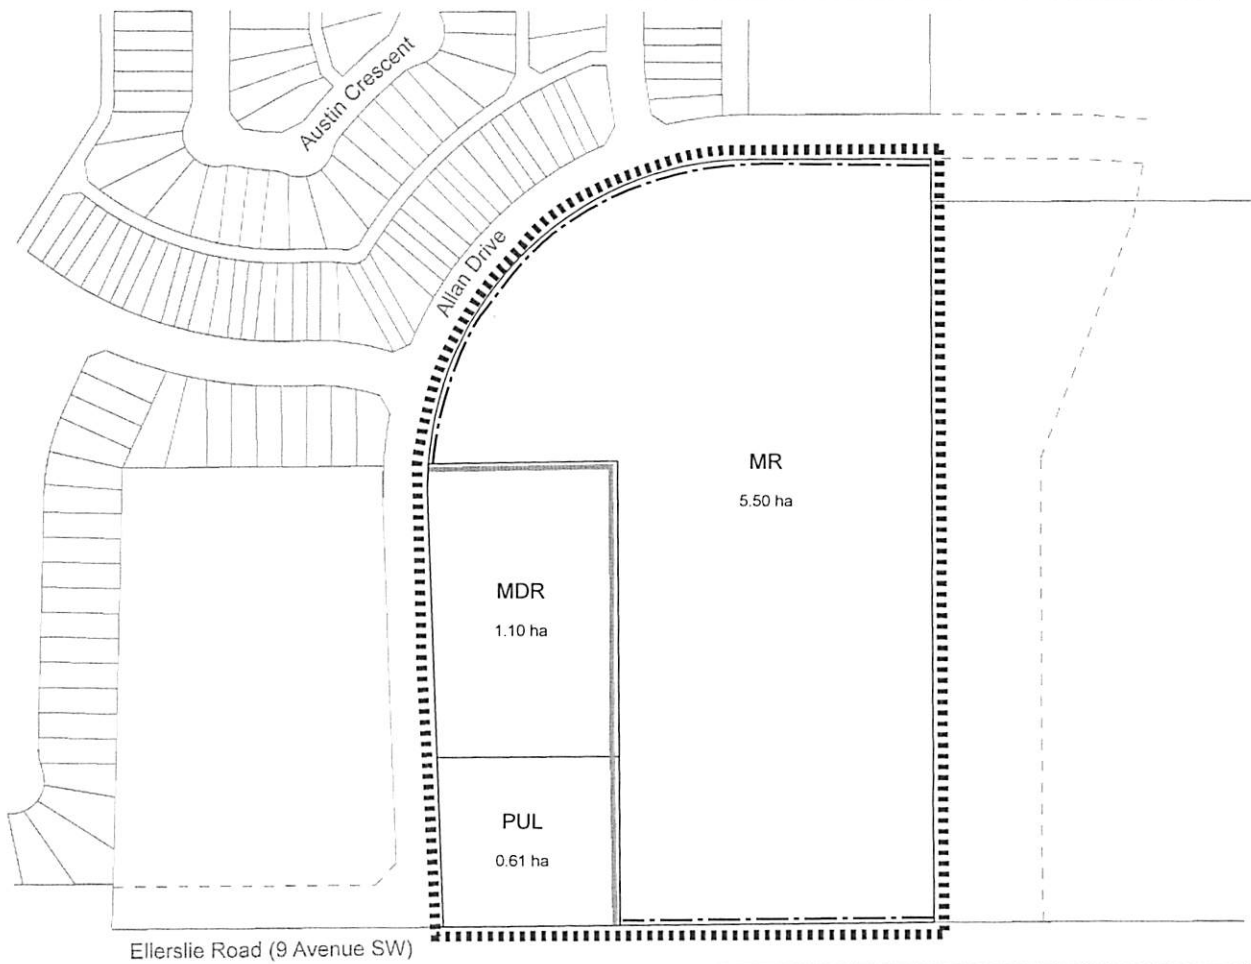 Austin Crescent
Allan Drive
MR
5.50 ha
MDR
1.10 ha
PUL
0.61 ha
Ellerslie Road (9 Avenue SW)